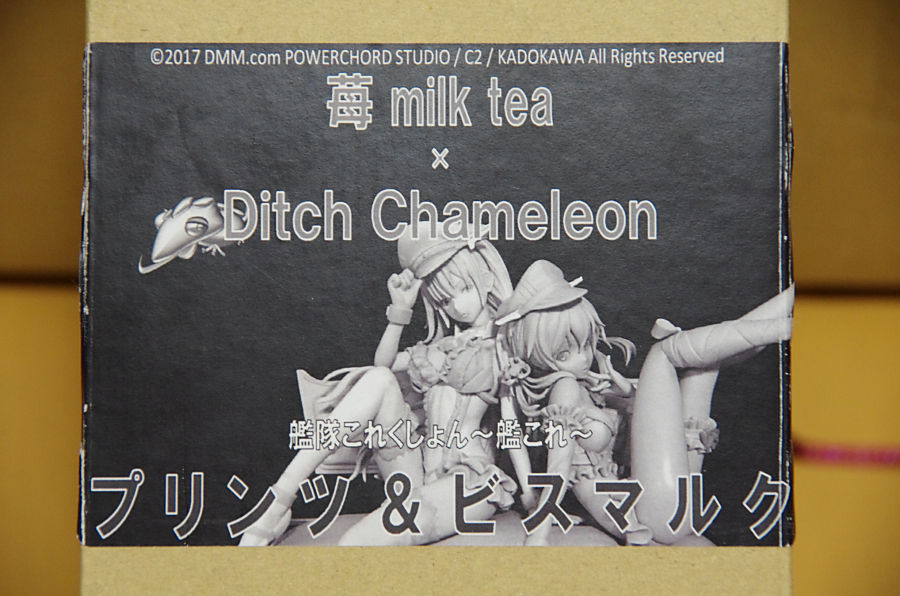 ©2017 DMM.com POWERCHORD STUDIO / C2 / KADOKAWA All Rights Reserved
苺 milk tea
×
Ditch Chameleon
艦隊これくしょん～艦これ～
プリンツ & ビスマルク